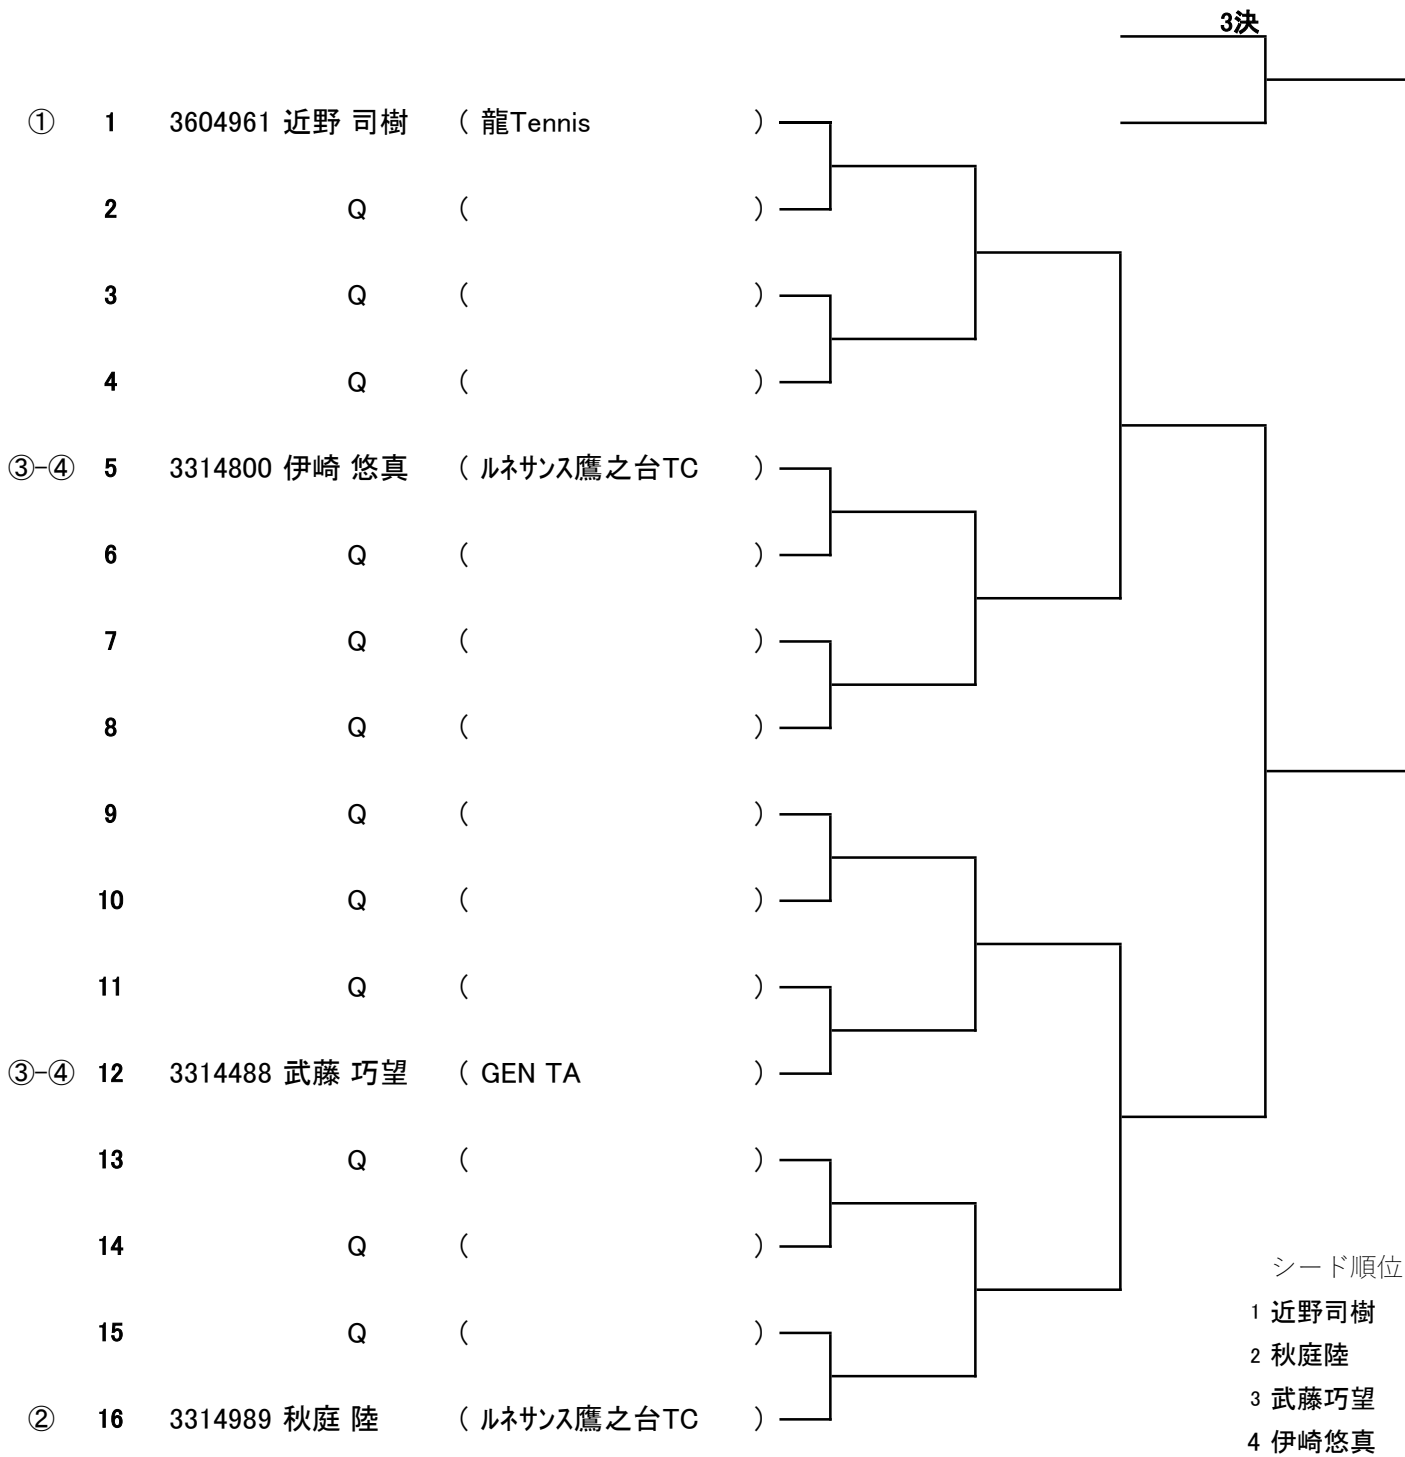 3決
① 1 3604961 近野 司樹 ( 龍Tennis )
2 Q ( )
3 Q ( )
4 Q ( )
③-④ 5 3314800 伊崎 悠真 ( ﾙﾈｻﾝｽ鷹之台TC )
6 Q ( )
7 Q ( )
8 Q ( )
9 Q ( )
10 Q ( )
11 Q ( )
③-④ 12 3314488 武藤 巧望 ( GEN TA )
13 Q ( )
14 Q ( )
15 Q ( )
② 16 3314989 秋庭 陸 ( ﾙﾈｻﾝｽ鷹之台TC )
シード順位
1 近野司樹
2 秋庭陸
3 武藤巧望
4 伊崎悠真